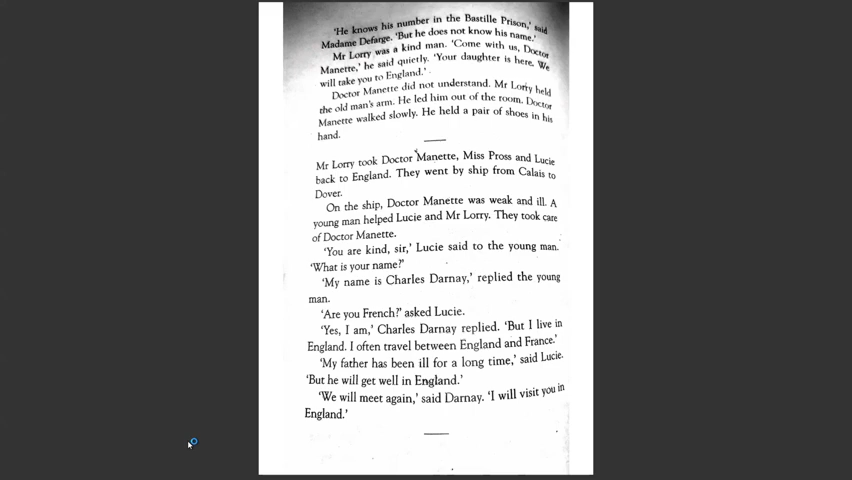 'He knows his number in the Bastille Prison,' said
Madame Defarge. 'But he does not know his name.'
Mr Lorry was a kind man. 'Come with us, Doctor
Manette,' he said quietly. 'Your daughter is here. We
will take you to England.'
Doctor Manette did not understand. Mr Lorry held
the old man's arm. He led him out of the room. Doctor
Manette walked slowly. He held a pair of shoes in his
hand.
Mr Lorry took Doctor Manette, Miss Pross and Lucie
back to England. They went by ship from Calais to
Dover.
On the ship, Doctor Manette was weak and ill. A
young man helped Lucie and Mr Lorry. They took care
of Doctor Manette.
'You are kind, sir,' Lucie said to the young man.
'What is your name?'
'My name is Charles Darnay,' replied the young
man.
'Are you French?' asked Lucie.
'Yes, I am,' Charles Darnay replied. 'But I live in
England. I often travel between England and France.'
'My father has been ill for a long time,' said Lucie.
'But he will get well in England.'
'We will meet again,' said Darnay. 'I will visit you in
England.'